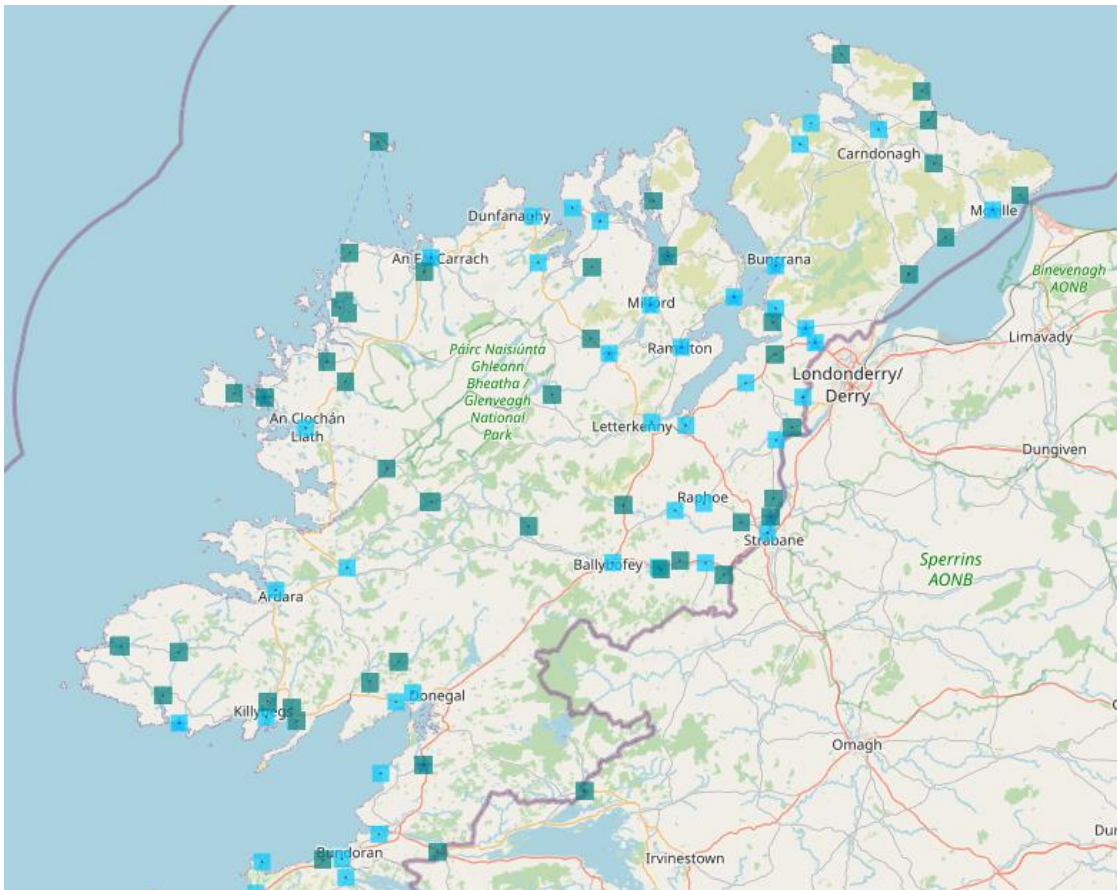 Carndonagh
Moville
Dunfanaghy
An Fál Carrach
Buncrana
Binevenagh
AONB
Milford
Limavady
Ramelton
Páirc Naisiúnta
Ghleann
Bheatha /
Glenveagh
National
Park
Londonderry/
Derry
An Clochán
Liath
Letterkenny
Dungiven
Raphoe
Strabane
Sperrins
AONB
Ballybofey
Ardara
Donegal
Killybegs
Omagh
Bundoran
Irvinestown